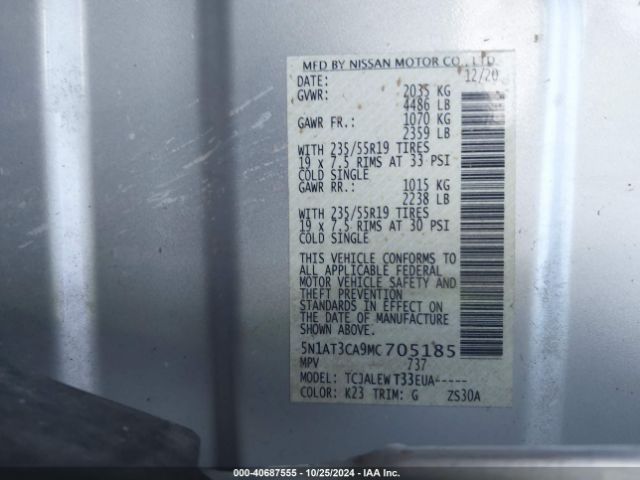 MFD BY NISSAN MOTOR CO., LTD.
DATE: 12/20
GVWR: 2035 KG
4486 LB
GAWR FR.: 1070 KG
2359 LB
WITH 235/55R19 TIRES
19 x 7.5 RIMS AT 33 PSI
COLD SINGLE
GAWR RR.: 1015 KG
2238 LB
WITH 235/55R19 TIRES
19 x 7.5 RIMS AT 30 PSI
COLD SINGLE
THIS VEHICLE CONFORMS TO
ALL APPLICABLE FEDERAL
MOTOR VEHICLE SAFETY AND
THEFT PREVENTION
STANDARDS IN EFFECT ON
THE DATE OF MANUFACTURE
SHOWN ABOVE.
5N1AT3CA9MC705185
MPV 737
MODEL: TCJALEW T33EUA-----
COLOR: K23 TRIM: G ZS30A
© - 40687555 - 10/25/2024 - IAA Inc.